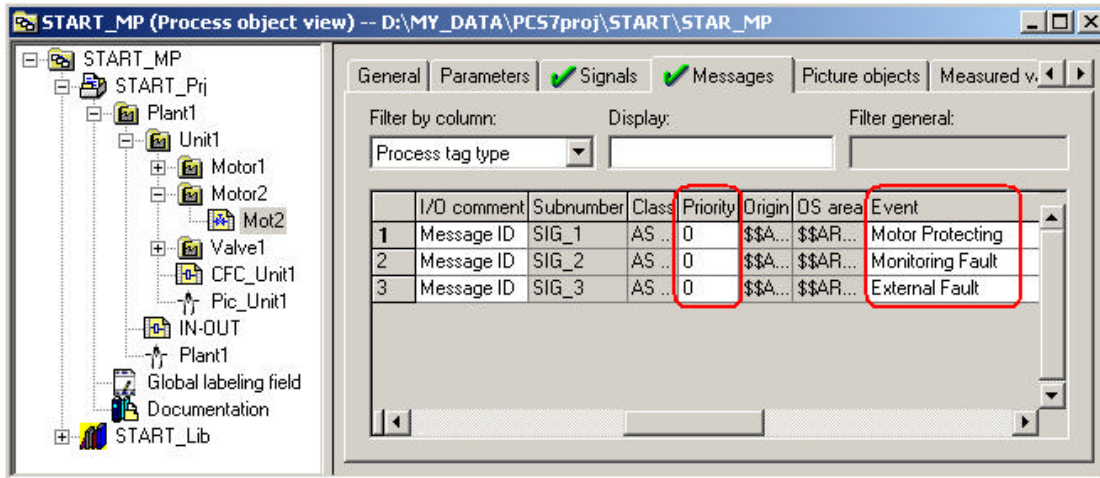 START_MP (Process object view) -- D:\MY_DATA\PCS7proj\START\STAR_MP
START_MP
START_Prj
Plant1
Unit1
Motor1
Motor2
Mot2
Valve1
CFC_Unit1
Pic_Unit1
IN-OUT
Plant1
Global labeling field
Documentation
START_Lib
General Parameters Signals Messages Picture objects Measured v
Filter by column: Display: Filter general:
Process tag type
I/O comment Subnumber Class Priority Origin OS area Event
1 Message ID SIG_1 AS .. 0 $$A... $$AR... Motor Protecting
2 Message ID SIG_2 AS .. 0 $$A... $$AR... Monitoring Fault
3 Message ID SIG_3 AS .. 0 $$A... $$AR... External Fault